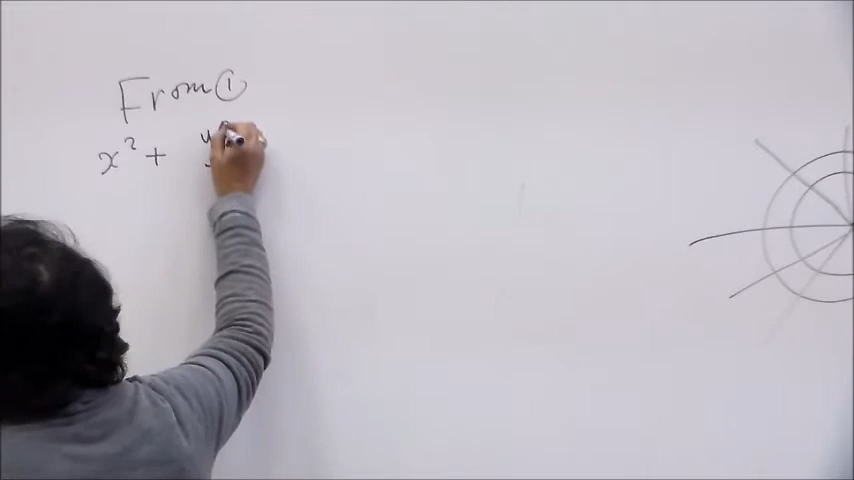 From ①
x² + y